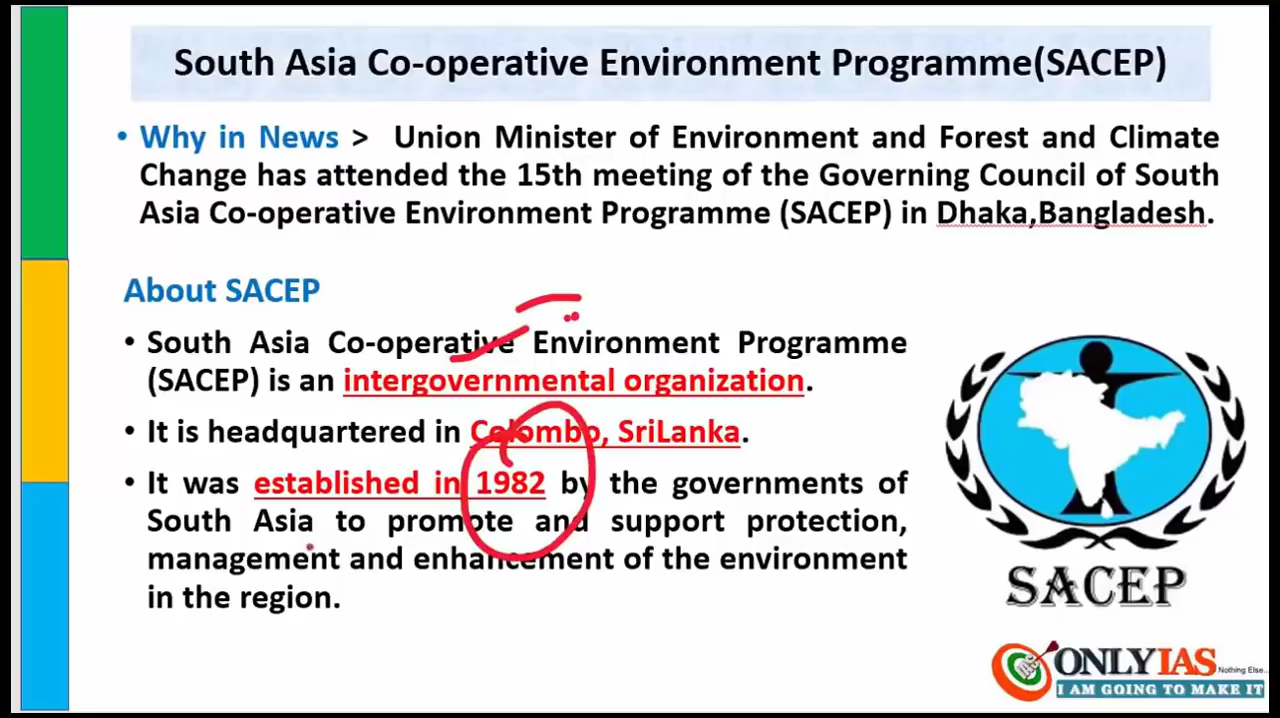 South Asia Co-operative Environment Programme(SACEP)
• Why in News > Union Minister of Environment and Forest and Climate
Change has attended the 15th meeting of the Governing Council of South
Asia Co-operative Environment Programme (SACEP) in Dhaka,Bangladesh.
About SACEP
• South Asia Co-operative Environment Programme
(SACEP) is an intergovernmental organization.
• It is headquartered in Colombo, SriLanka.
• It was established in 1982 by the governments of
South Asia to promote and support protection,
management and enhancement of the environment
in the region.
SACEP
ONLYIAS
Nothing Else..
I AM GOING TO MAKE IT